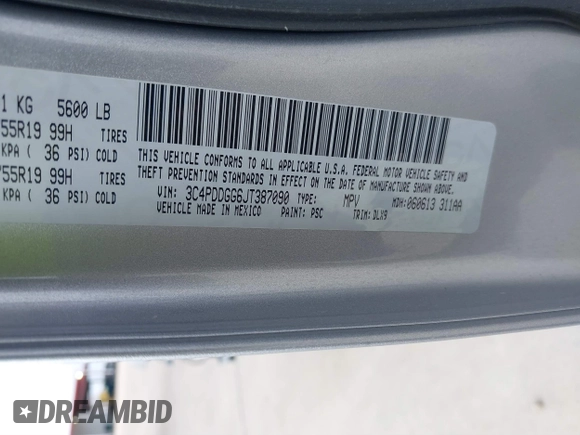 1 KG 5600 LB
55R19 99H TIRES
KPA ( 36 PSI) COLD
55R19 99H TIRES
KPA ( 36 PSI) COLD
THIS VEHICLE CONFORMS TO ALL APPLICABLE U.S.A. FEDERAL MOTOR VEHICLE SAFETY AND
THEFT PREVENTION STANDARDS IN EFFECT ON THE DATE OF MANUFACTURE SHOWN ABOVE.
VIN: 3C4PDDGG6JT387090 TYPE: MPV MDH: 060613 311AA
VEHICLE MADE IN MEXICO PAINT: PSC TRIM: DLX9
DREAMBID